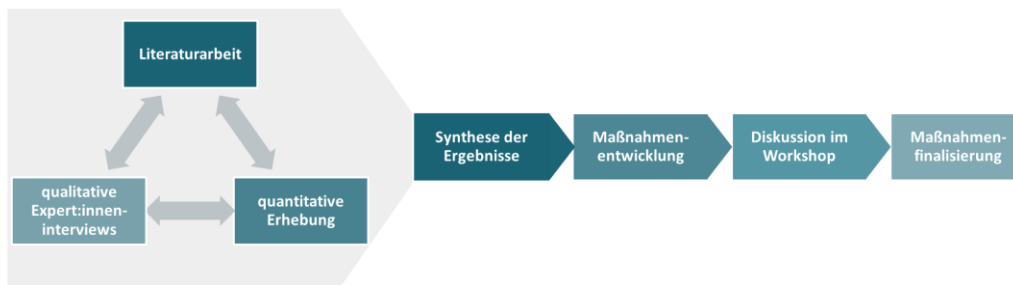 Literaturarbeit
qualitative
Expert:innen-
interviews
quantitative
Erhebung
Synthese der
Ergebnisse
Maßnahmen-
entwicklung
Diskussion im
Workshop
Maßnahmen-
finalisierung